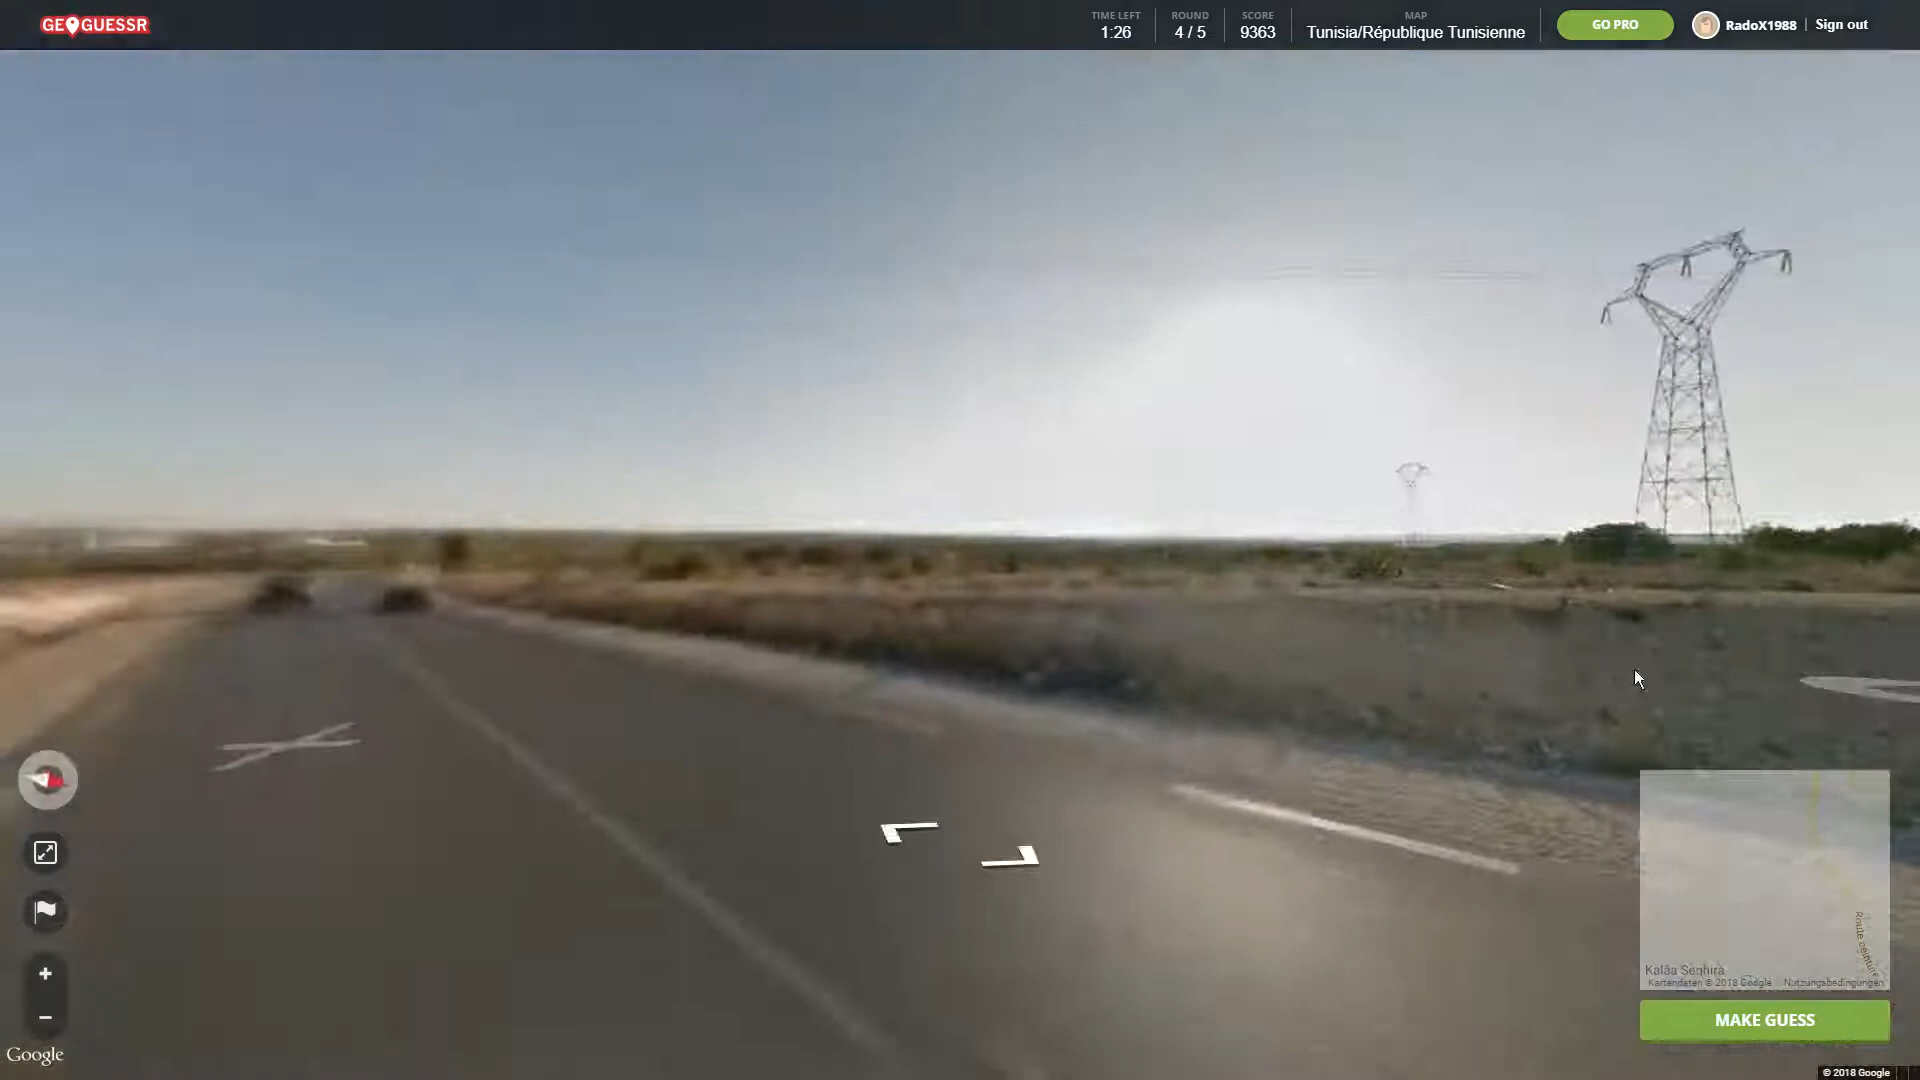 GEOGUESSR
TIME LEFT
1:26
ROUND
4 / 5
SCORE
9363
MAP
Tunisia/République Tunisienne
GO PRO
RadoX1988
Sign out
Route ceinture
Kalâa Seghira
Kartendaten © 2018 Google
Nutzungsbedingungen
MAKE GUESS
Google
© 2018 Google